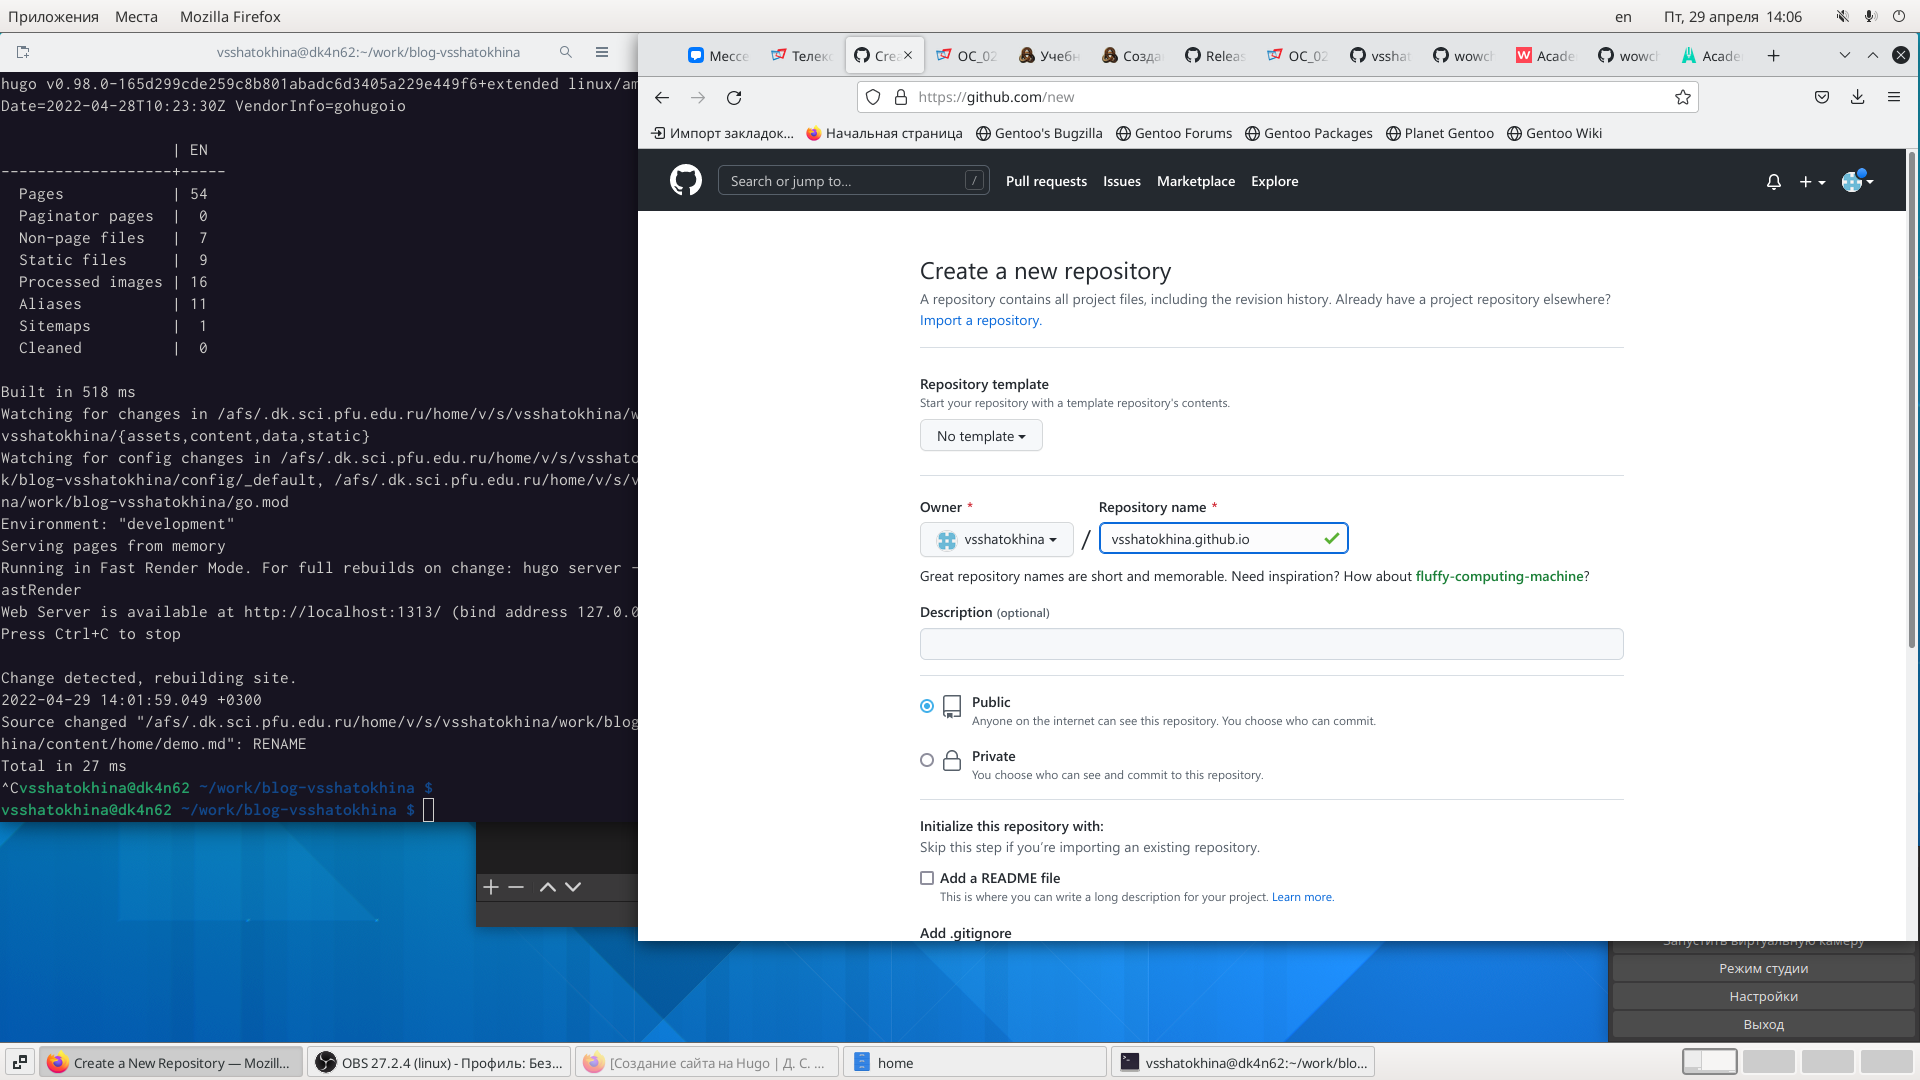 Приложения Места Mozilla Firefox
en Пт, 29 апреля 14:06
vsshatokhina@dk4n62:~/work/blog-vsshatokhina
hugo v0.98.0-165d299cde259c8b801abadc6d3405a229e449f6+extended linux/am
Date=2022-04-28T10:23:30Z VendorInfo=gohugoio
| EN
-------------------+-----
Pages | 54
Paginator pages | 0
Non-page files | 7
Static files | 9
Processed images | 16
Aliases | 11
Sitemaps | 1
Cleaned | 0
Built in 518 ms
Watching for changes in /afs/.dk.sci.pfu.edu.ru/home/v/s/vsshatokhina/w
vsshatokhina/{assets,content,data,static}
Watching for config changes in /afs/.dk.sci.pfu.edu.ru/home/v/s/vsshato
k/blog-vsshatokhina/config/_default, /afs/.dk.sci.pfu.edu.ru/home/v/s/v
na/work/blog-vsshatokhina/go.mod
Environment: "development"
Serving pages from memory
Running in Fast Render Mode. For full rebuilds on change: hugo server -
astRender
Web Server is available at http://localhost:1313/ (bind address 127.0.0
Press Ctrl+C to stop
Change detected, rebuilding site.
2022-04-29 14:01:59.049 +0300
Source changed "/afs/.dk.sci.pfu.edu.ru/home/v/s/vsshatokhina/work/blog
hina/content/home/demo.md": RENAME
Total in 27 ms
^Cvsshatokhina@dk4n62 ~/work/blog-vsshatokhina $
vsshatokhina@dk4n62 ~/work/blog-vsshatokhina $
Мессе Телекс Crea ОС_02 Учебн Созда Releas ОС_02 vsshat wowch Acade wowch Acade
https://github.com/new
Импорт закладок... Начальная страница Gentoo's Bugzilla Gentoo Forums Gentoo Packages Planet Gentoo Gentoo Wiki
Search or jump to... / Pull requests Issues Marketplace Explore
Create a new repository
A repository contains all project files, including the revision history. Already have a project repository elsewhere?
Import a repository.
Repository template
Start your repository with a template repository's contents.
No template
Owner * Repository name *
vsshatokhina / vsshatokhina.github.io
Great repository names are short and memorable. Need inspiration? How about fluffy-computing-machine?
Description (optional)
Public
Anyone on the internet can see this repository. You choose who can commit.
Private
You choose who can see and commit to this repository.
Initialize this repository with:
Skip this step if you’re importing an existing repository.
Add a README file
This is where you can write a long description for your project. Learn more.
Add .gitignore
Запустить виртуальную камеру
Режим студии
Настройки
Выход
Create a New Repository — Mozill... OBS 27.2.4 (linux) - Профиль: Без... [Создание сайта на Hugo | Д. С. ... home vsshatokhina@dk4n62:~/work/blo...